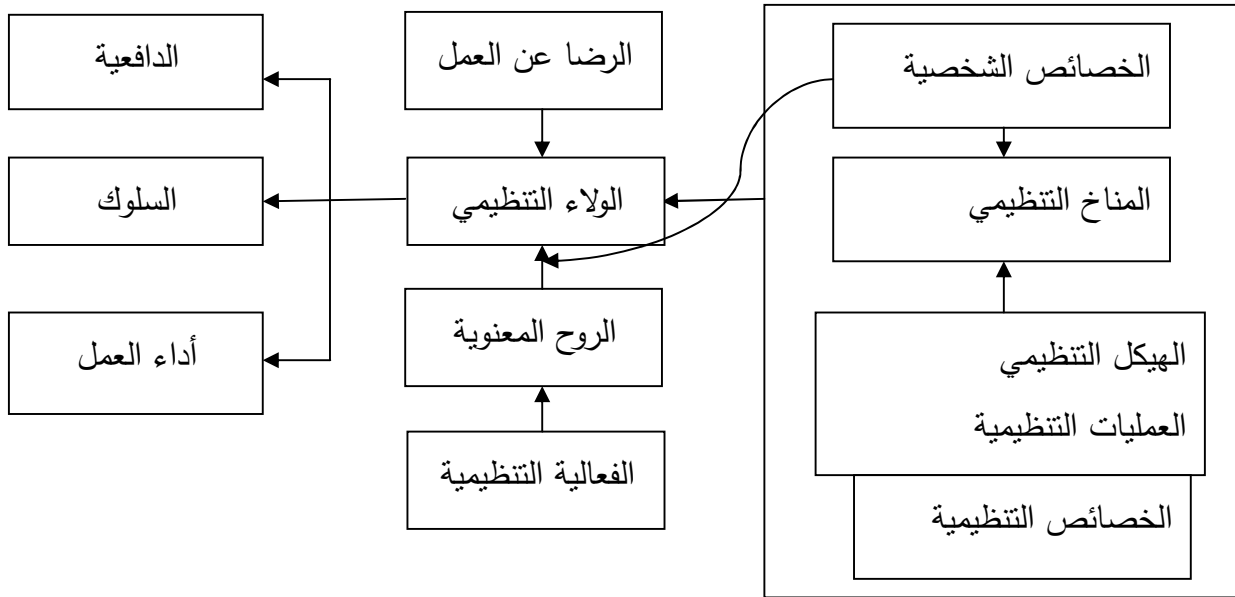 الخصائص الشخصية
المناخ التنظيمي
الهيكل التنظيمي
العمليات التنظيمية
الخصائص التنظيمية
الرضا عن العمل
الولاء التنظيمي
الروح المعنوية
الفعالية التنظيمية
الدافعية
السلوك
أداء العمل